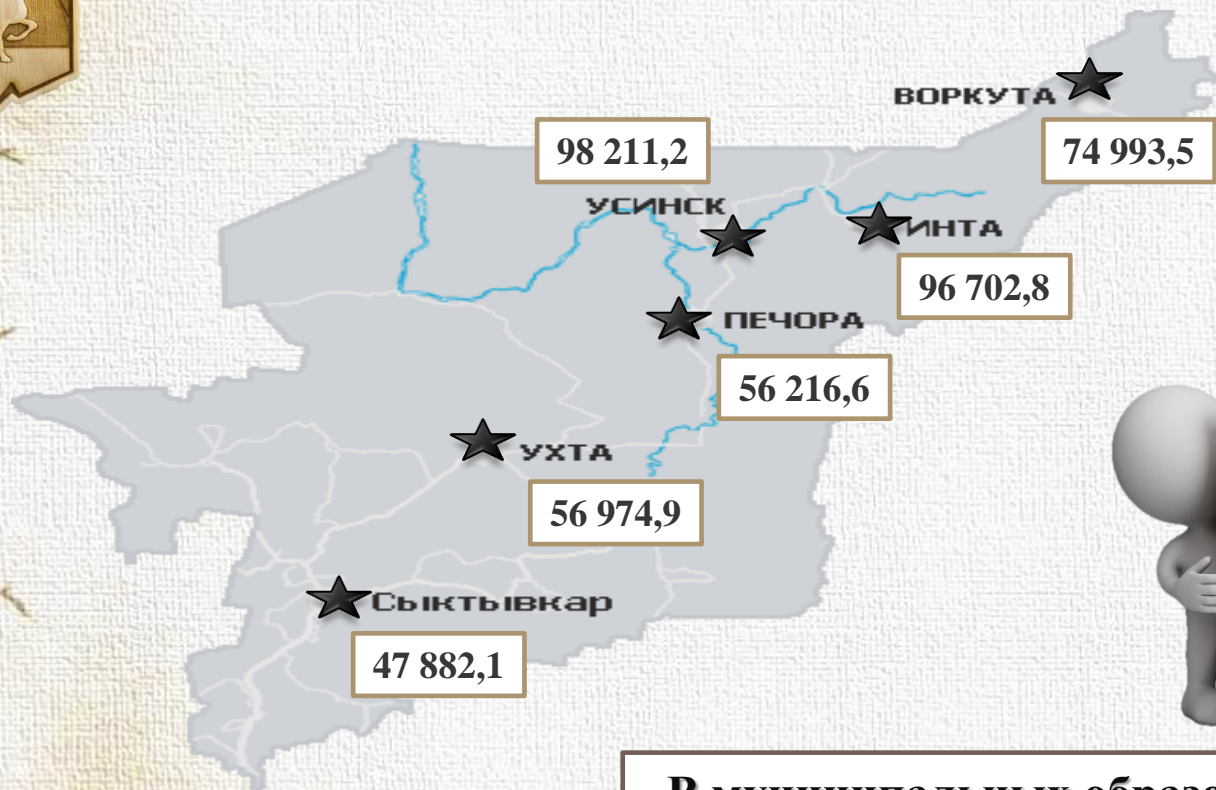 ВОРКУТА
74 993,5
98 211,2
УСИНСК
ИНТА
96 702,8
ПЕЧОРА
56 216,6
УХТА
56 974,9
Сыктывкар
47 882,1